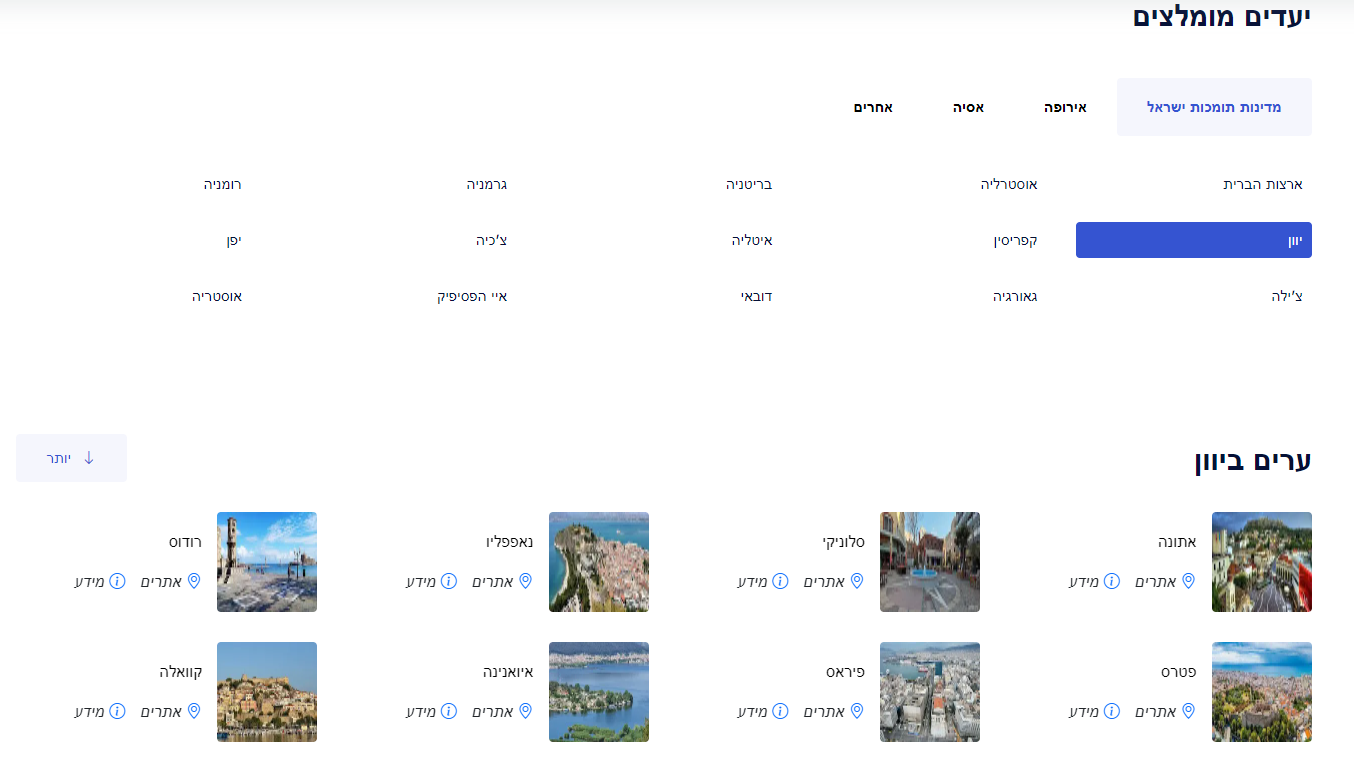 יעדים מומלצים
מדינות תומכות ישראל אירופה אסיה אחרים
ארצות הברית אוסטרליה בריטניה גרמניה רומניה
יוון קפריסין איטליה צ'כיה יפן
צ'ילה גאורגיה דובאי איי הפסיפיק אוסטריה
ערים ביוון יותר
אתונה סלוניקי נאפפליו רודוס
אתרים מידע אתרים מידע אתרים מידע אתרים מידע
פטרס פיראס איואנינה קוואלה
אתרים מידע אתרים מידע אתרים מידע אתרים מידע